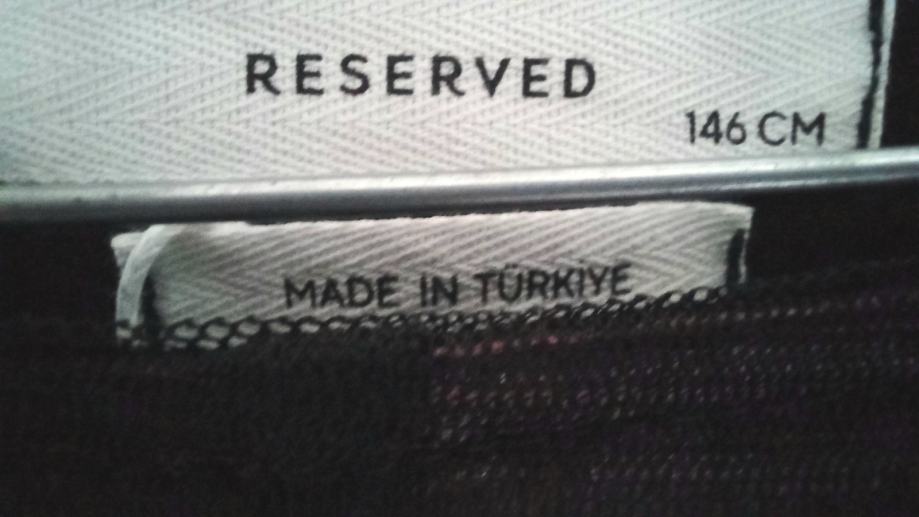 RESERVED
146 CM
MADE IN TÜRKİYE